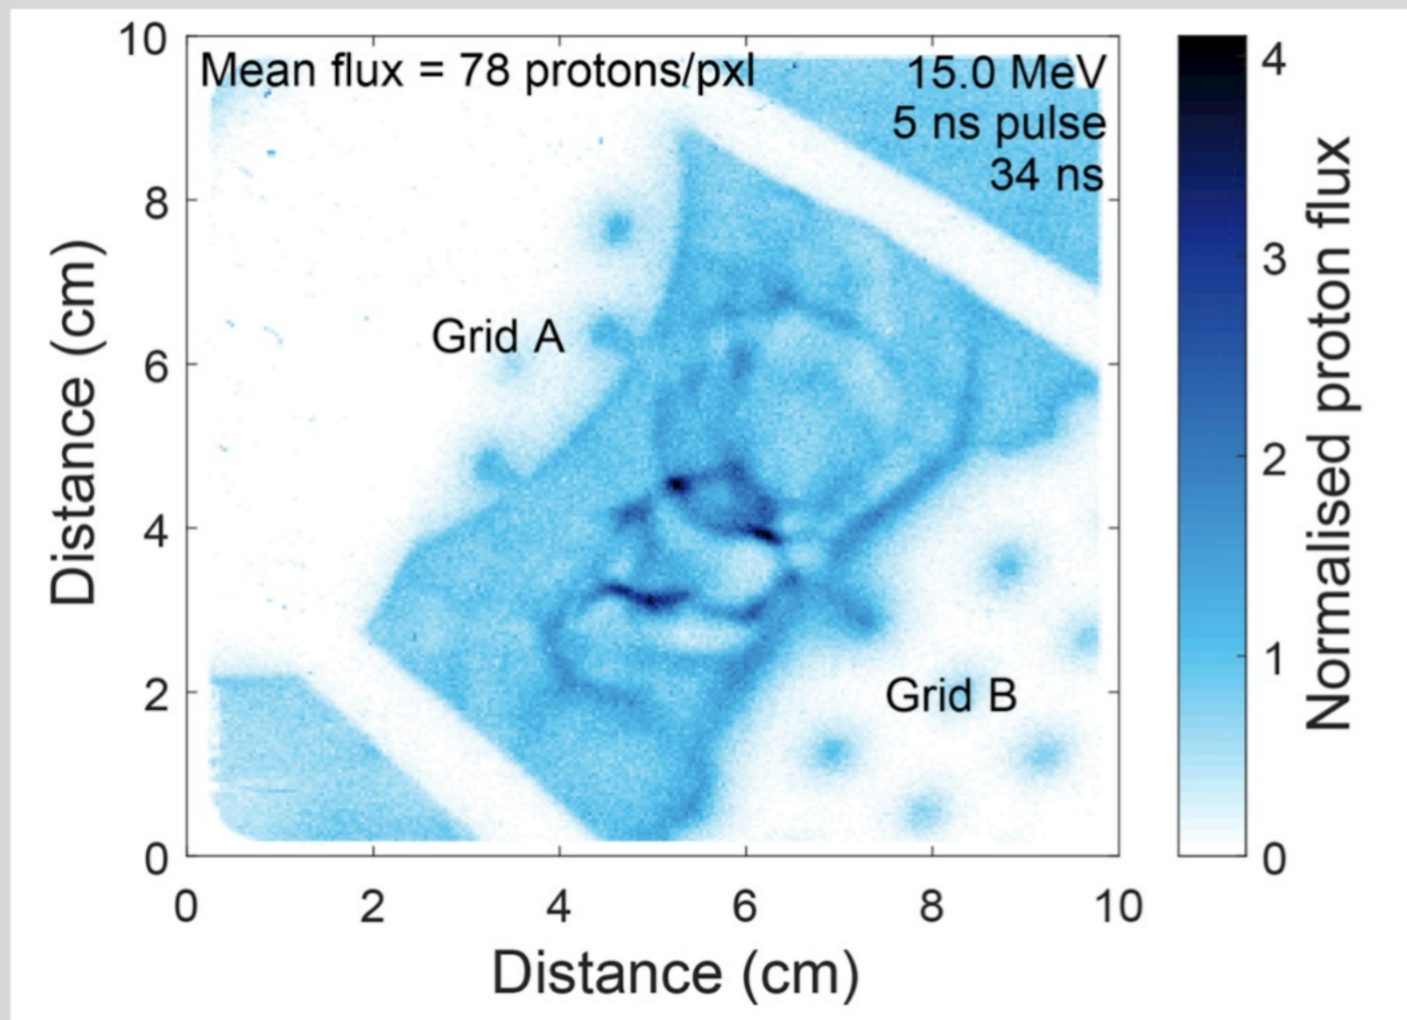 Mean flux = 78 protons/pxl
15.0 MeV
5 ns pulse
34 ns
Grid A
Grid B
10
8
6
4
2
0
0
2
4
6
8
10
Distance (cm)
Distance (cm)
4
3
2
1
0
Normalised proton flux